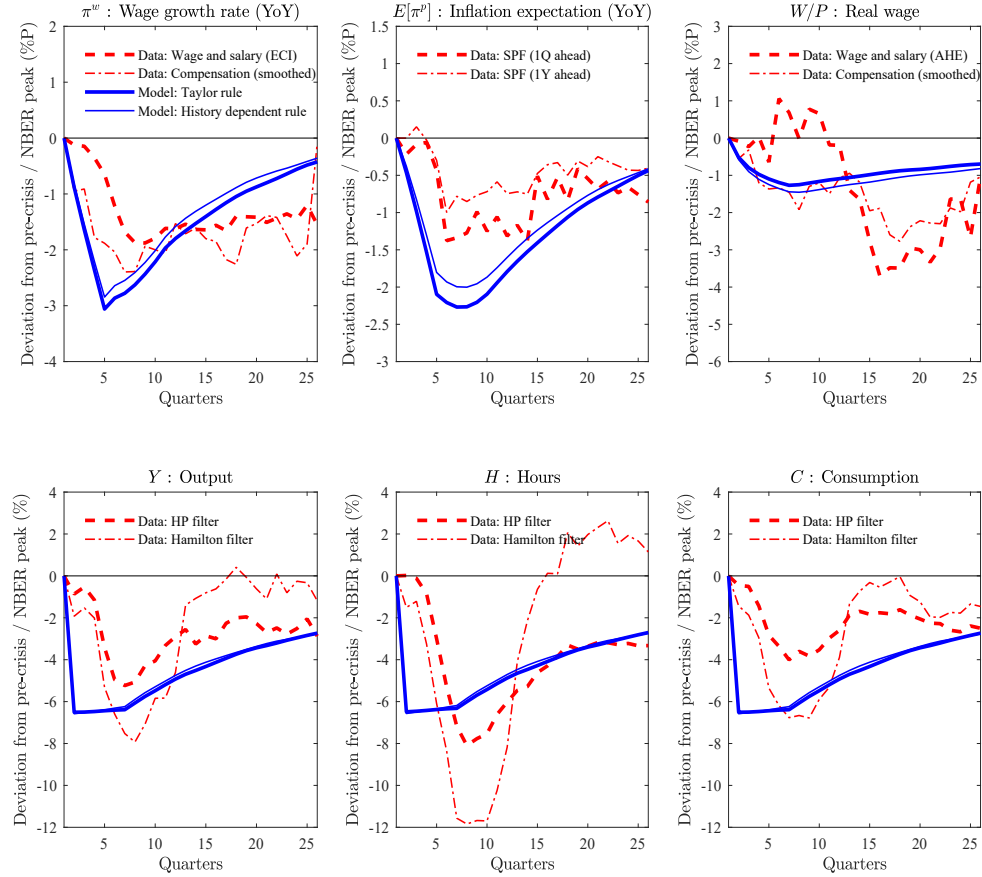 π^w : Wage growth rate (YoY)
Deviation from pre-crisis / NBER peak (%P)
2
1
0
-1
-2
-3
-4
Data: Wage and salary (ECI)
Data: Compensation (smoothed)
Model: Taylor rule
Model: History dependent rule
5 10 15 20 25
Quarters
E[π^p] : Inflation expectation (YoY)
Deviation from pre-crisis / NBER peak (%P)
1.5
1
0.5
0
-0.5
-1
-1.5
-2
-2.5
-3
Data: SPF (1Q ahead)
Data: SPF (1Y ahead)
5 10 15 20 25
Quarters
W/P : Real wage
Deviation from pre-crisis / NBER peak (%P)
3
2
1
0
-1
-2
-3
-4
-5
-6
Data: Wage and salary (AHE)
Data: Compensation (smoothed)
5 10 15 20 25
Quarters
Y : Output
Deviation from pre-crisis / NBER peak (%)
4
2
0
-2
-4
-6
-8
-10
-12
Data: HP filter
Data: Hamilton filter
5 10 15 20 25
Quarters
H : Hours
Deviation from pre-crisis / NBER peak (%)
4
2
0
-2
-4
-6
-8
-10
-12
Data: HP filter
Data: Hamilton filter
5 10 15 20 25
Quarters
C : Consumption
Deviation from pre-crisis / NBER peak (%)
4
2
0
-2
-4
-6
-8
-10
-12
Data: HP filter
Data: Hamilton filter
5 10 15 20 25
Quarters